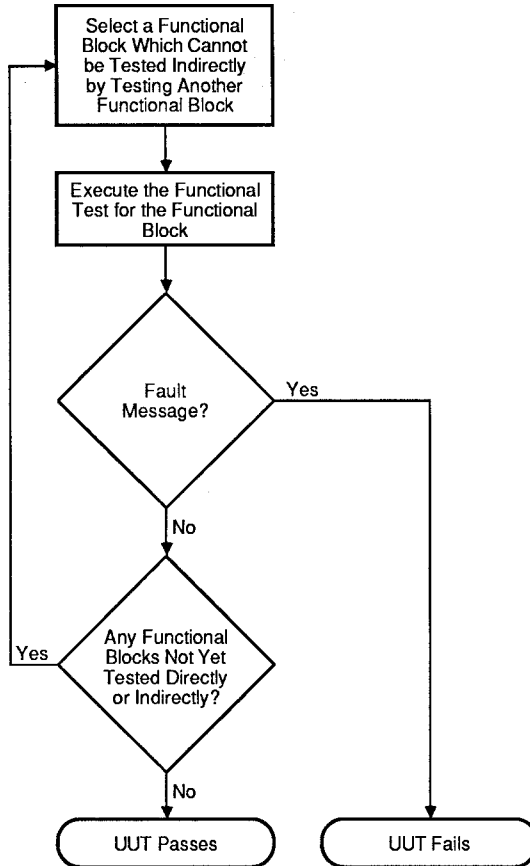 Select a Functional
Block Which Cannot
be Tested Indirectly
by Testing Another
Functional Block
Execute the Functional
Test for the Functional
Block
Fault
Message?
Yes
No
Any Functional
Blocks Not Yet
Tested Directly
or Indirectly?
Yes
No
UUT Passes
UUT Fails